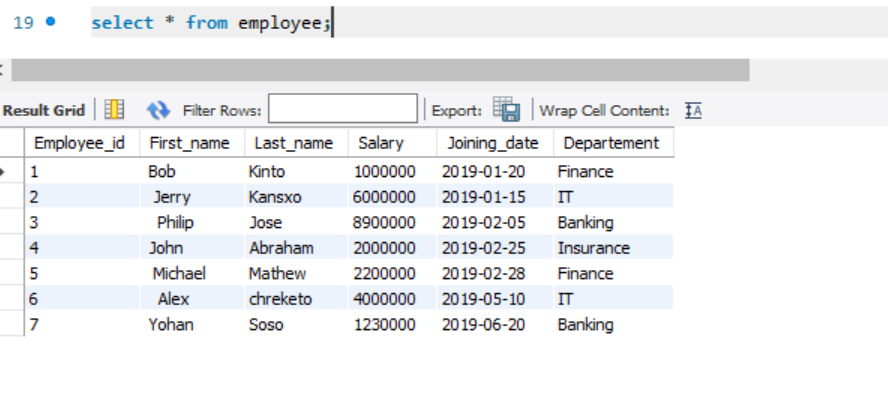 19 select * from employee;
Result Grid Filter Rows: Export: Wrap Cell Content:
Employee_id First_name Last_name Salary Joining_date Departement
1 Bob Kinto 1000000 2019-01-20 Finance
2 Jerry Kansxo 6000000 2019-01-15 IT
3 Philip Jose 8900000 2019-02-05 Banking
4 John Abraham 2000000 2019-02-25 Insurance
5 Michael Mathew 2200000 2019-02-28 Finance
6 Alex chreketo 4000000 2019-05-10 IT
7 Yohan Soso 1230000 2019-06-20 Banking